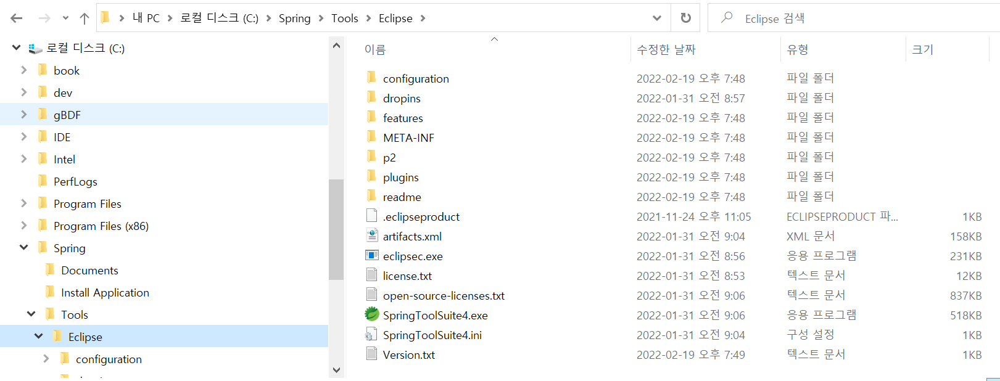 내 PC > 로컬 디스크 (C:) > Spring > Tools > Eclipse >
Eclipse 검색
로컬 디스크 (C:)
book
dev
gBDF
IDE
Intel
PerfLogs
Program Files
Program Files (x86)
Spring
Documents
Install Application
Tools
Eclipse
configuration
이름 수정한 날짜 유형 크기
configuration 2022-02-19 오후 7:48 파일 폴더
dropins 2022-01-31 오전 8:57 파일 폴더
features 2022-02-19 오후 7:48 파일 폴더
META-INF 2022-02-19 오후 7:48 파일 폴더
p2 2022-02-19 오후 7:48 파일 폴더
plugins 2022-02-19 오후 7:48 파일 폴더
readme 2022-02-19 오후 7:48 파일 폴더
.eclipseproduct 2021-11-24 오후 11:05 ECLIPSEPRODUCT 파... 1KB
artifacts.xml 2022-01-31 오전 9:04 XML 문서 158KB
eclipsec.exe 2022-01-31 오전 8:56 응용 프로그램 231KB
license.txt 2022-01-31 오전 8:53 텍스트 문서 12KB
open-source-licenses.txt 2022-01-31 오전 9:06 텍스트 문서 837KB
SpringToolSuite4.exe 2022-01-31 오전 9:06 응용 프로그램 518KB
SpringToolSuite4.ini 2022-01-31 오전 9:04 구성 설정 1KB
Version.txt 2022-02-19 오후 7:49 텍스트 문서 1KB